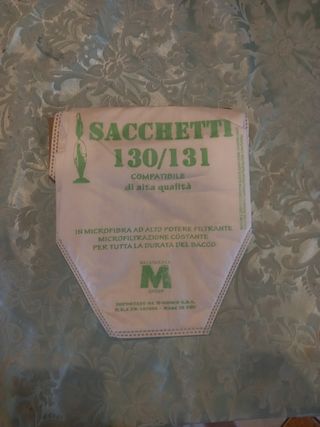 SACCHETTI
130/131
COMPATIBILE
di alta qualità
IN MICROFIBRA AD ALTO POTERE FILTRANTE
MICROFILTRAZIONE COSTANTE
PER TUTTA LA DURATA DEL SACCO
M
GROUP